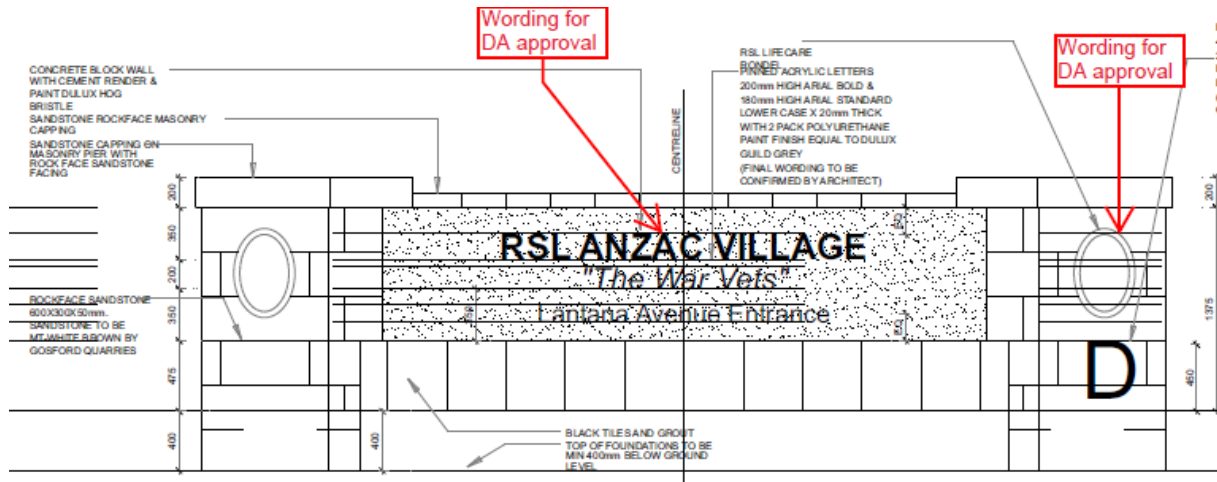 Wording for
DA approval
Wording for
DA approval
CONCRETE BLOCK WALL
WITH CEMENT RENDER &
PAINT DULUX HOG
BRISTLE
SANDSTONE ROCKFACE MASONRY
CAPPING
SANDSTONE CAPPING ON
MASONRY PIER WITH
ROCK FACE SANDSTONE
FACING
CENTRELINE
RSL LIFECARE
RONDEL
PINNED ACRYLIC LETTERS
200mm HIGH ARIAL BOLD &
180mm HIGH ARIAL STANDARD
LOWER CASE X 20mm THICK
WITH 2 PACK POLYURETHANE
PAINT FINISH EQUAL TO DULUX
GUILD GREY
(FINAL WORDING TO BE
CONFIRMED BY ARCHITECT)
200
350
200
350
475
400
RSL ANZAC VILLAGE
"The War Vets"
Lantana Avenue Entrance
D
200
1375
450
ROCKFACE SANDSTONE
600X300X50mm.
SANDSTONE TO BE
MT WHITE BROWN BY
GOSFORD QUARRIES
400
BLACK TILES AND GROUT
TOP OF FOUNDATIONS TO BE
MIN 400mm BELOW GROUND
LEVEL